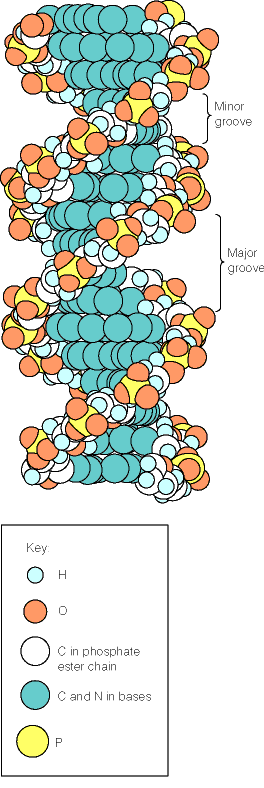 Minor
groove
Major
groove
Key:
H
O
C in phosphate
ester chain
C and N in bases
P